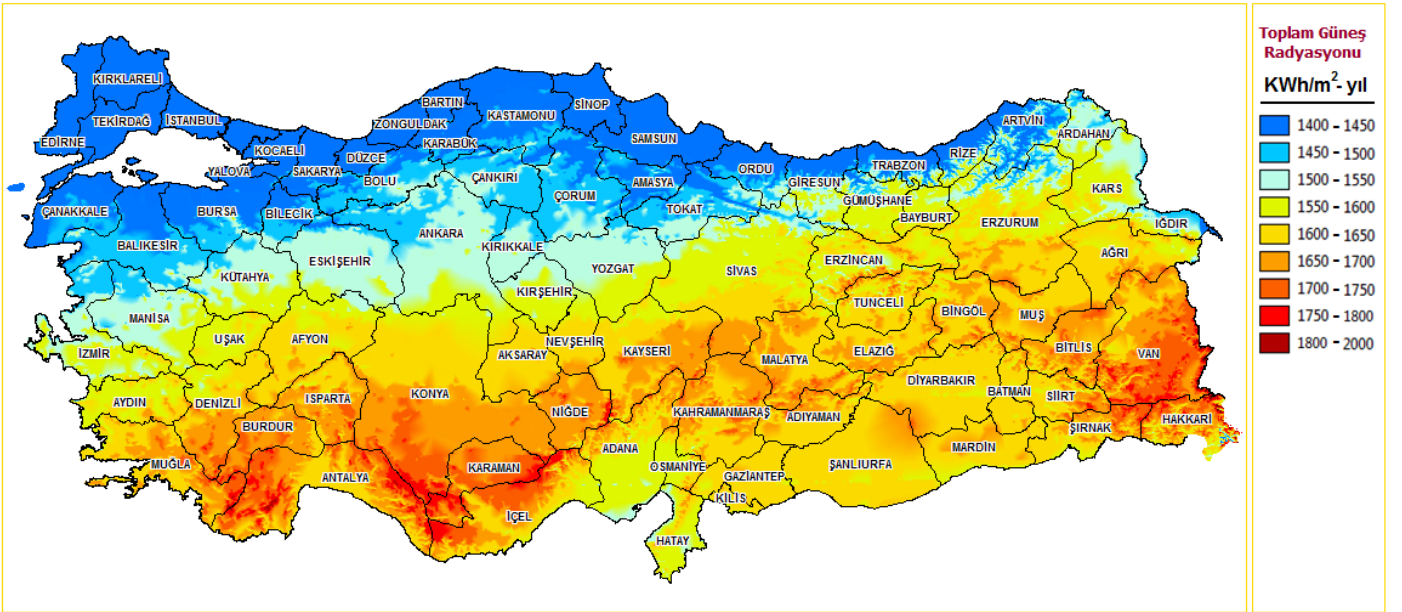 KIRKLARELİ
TEKİRDAĞ
İSTANBUL
EDİRNE
KOCAELİ
YALOVA
SAKARYA
DÜZCE
ZONGULDAK
BARTIN
KARABÜK
KASTAMONU
SİNOP
SAMSUN
BOLU
ÇANKIRI
ÇORUM
AMASYA
TOKAT
ORDU
GİRESUN
TRABZON
RİZE
ARTVİN
ARDAHAN
KARS
IĞDIR
GÜMÜŞHANE
BAYBURT
ERZURUM
AĞRI
ÇANAKKALE
BURSA
BİLECİK
BALIKESİR
KÜTAHYA
ESKİŞEHİR
ANKARA
KIRIKKALE
YOZGAT
SİVAS
ERZİNCAN
TUNCELİ
BİNGÖL
MUŞ
KIRŞEHİR
MANİSA
UŞAK
AFYON
İZMİR
AKSARAY
NEVŞEHİR
KAYSERİ
MALATYA
ELAZIĞ
BİTLİS
VAN
DİYARBAKIR
BATMAN
SİİRT
AYDIN
DENİZLİ
ISPARTA
KONYA
NİĞDE
KAHRAMANMARAŞ
ADIYAMAN
ŞIRNAK
HAKKARİ
BURDUR
MARDİN
ADANA
OSMANİYE
GAZİANTEP
ŞANLIURFA
MUĞLA
ANTALYA
KARAMAN
KİLİS
İÇEL
HATAY
Toplam Güneş
Radyasyonu
KWh/m²- yıl
1400 - 1450
1450 - 1500
1500 - 1550
1550 - 1600
1600 - 1650
1650 - 1700
1700 - 1750
1750 - 1800
1800 - 2000